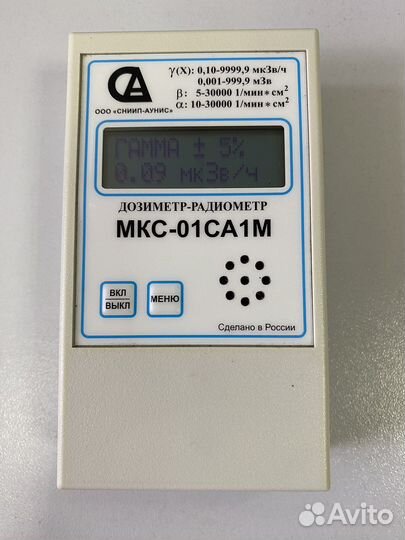 γ(X): 0,10-9999,9 мкЗв/ч
0,001-999,9 мЗв
β: 5-30000 1/мин*см²
α: 10-30000 1/мин*см²
ООО «СНИИП-АУНИС»
ГАММА ± 5%
0.09 мкЗв/ч
ДОЗИМЕТР-РАДИОМЕТР
МКС-01СА1М
ВКЛ
ВЫКЛ
МЕНЮ
Сделано в России
Avito